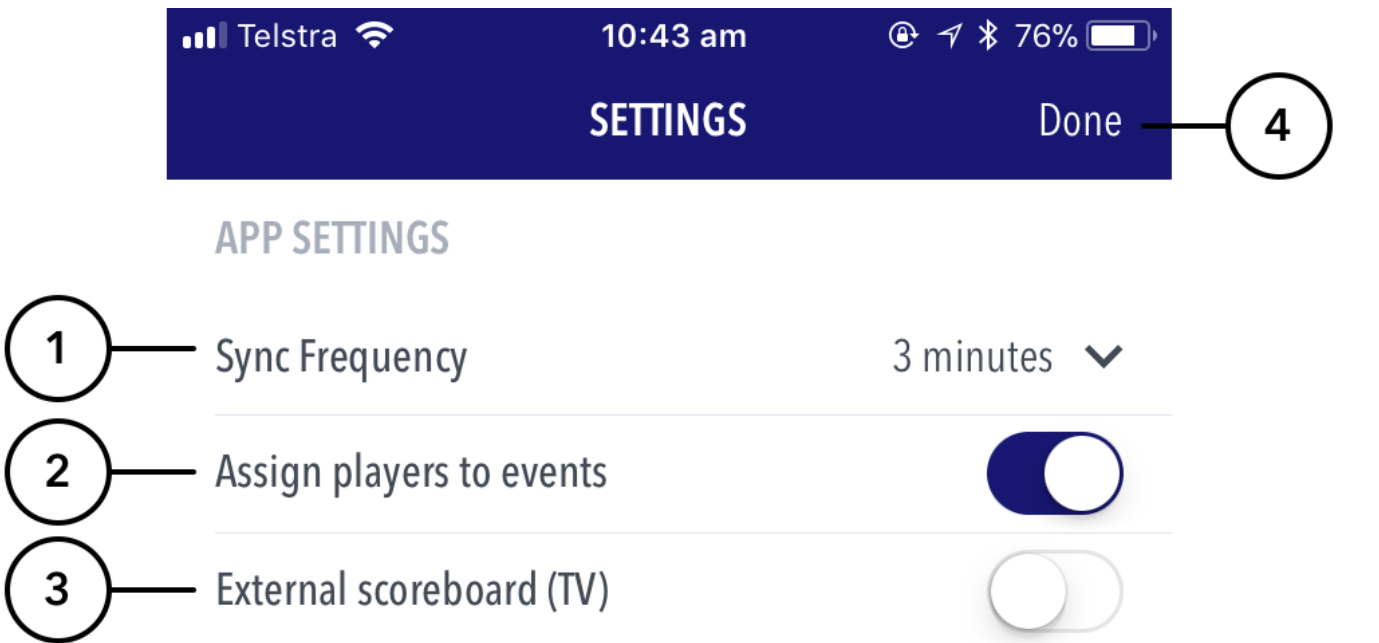 Telstra 10:43 am 76%
SETTINGS Done 4
APP SETTINGS
1 Sync Frequency 3 minutes
2 Assign players to events
3 External scoreboard (TV)